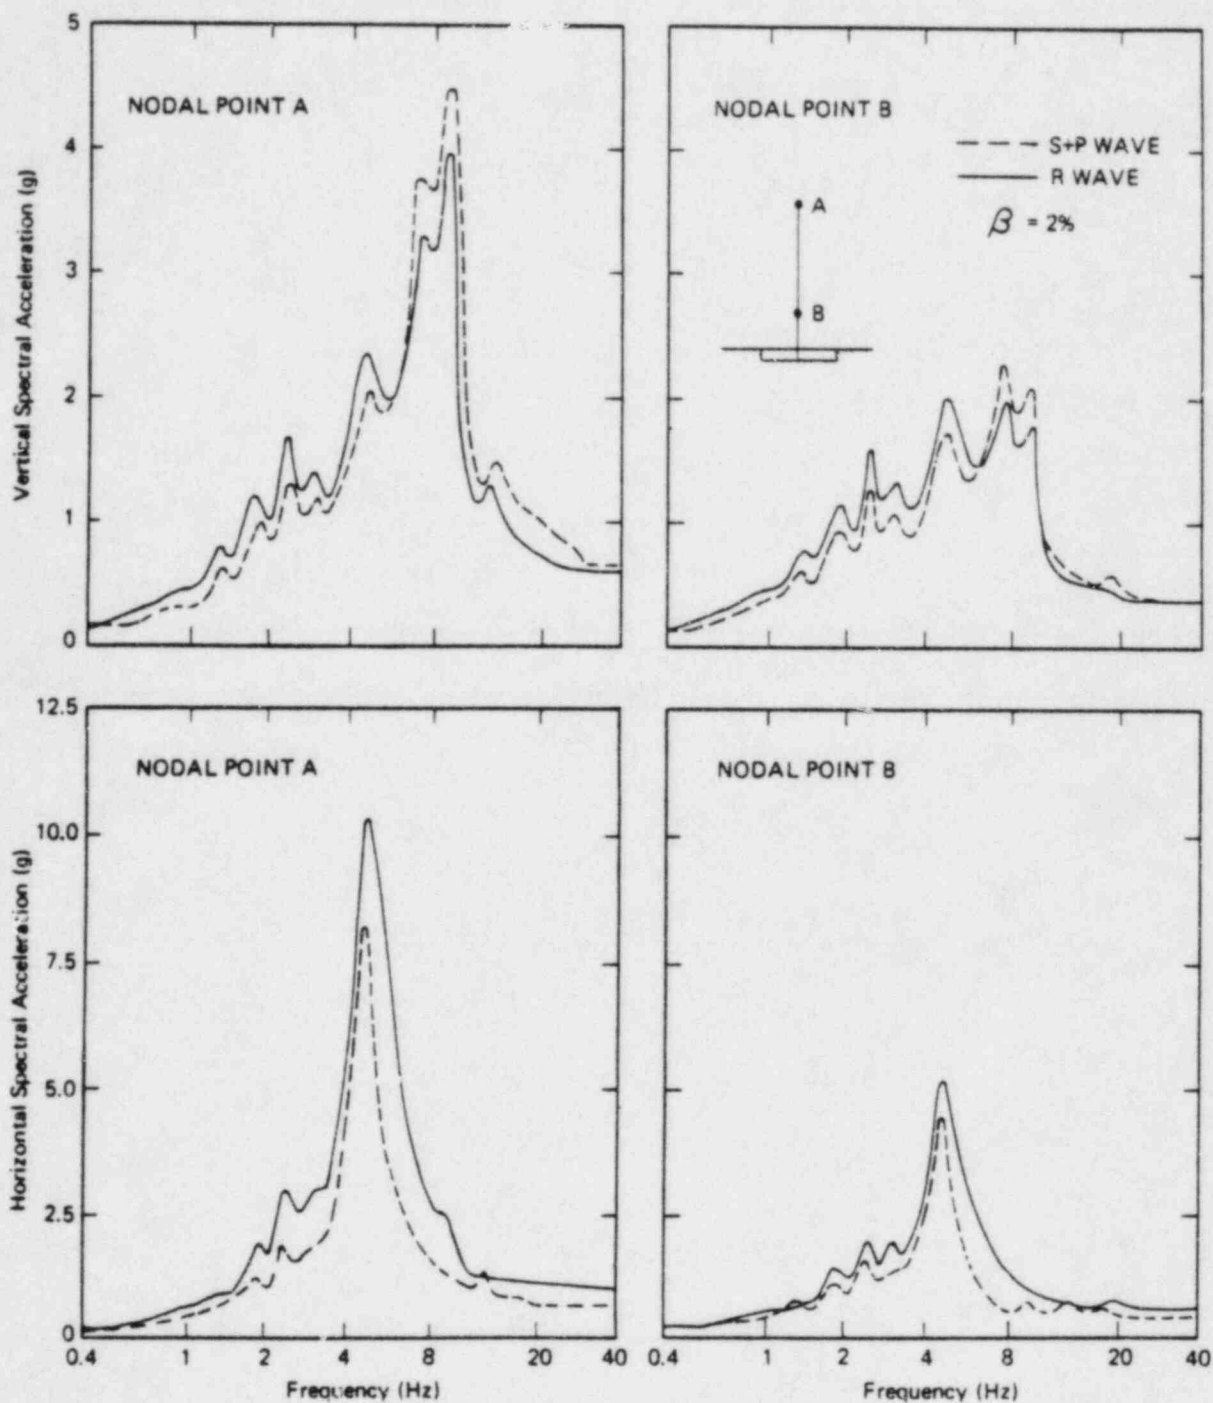 5
4
3
2
1
0
Vertical Spectral Acceleration (g)
NODAL POINT A
NODAL POINT B
S+P WAVE
R WAVE
β = 2%
A
B
12.5
10.0
7.5
5.0
2.5
0
Horizontal Spectral Acceleration (g)
NODAL POINT A
NODAL POINT B
0.4 1 2 4 8 20 40
0.4 1 2 4 8 20 40
Frequency (Hz)
Frequency (Hz)